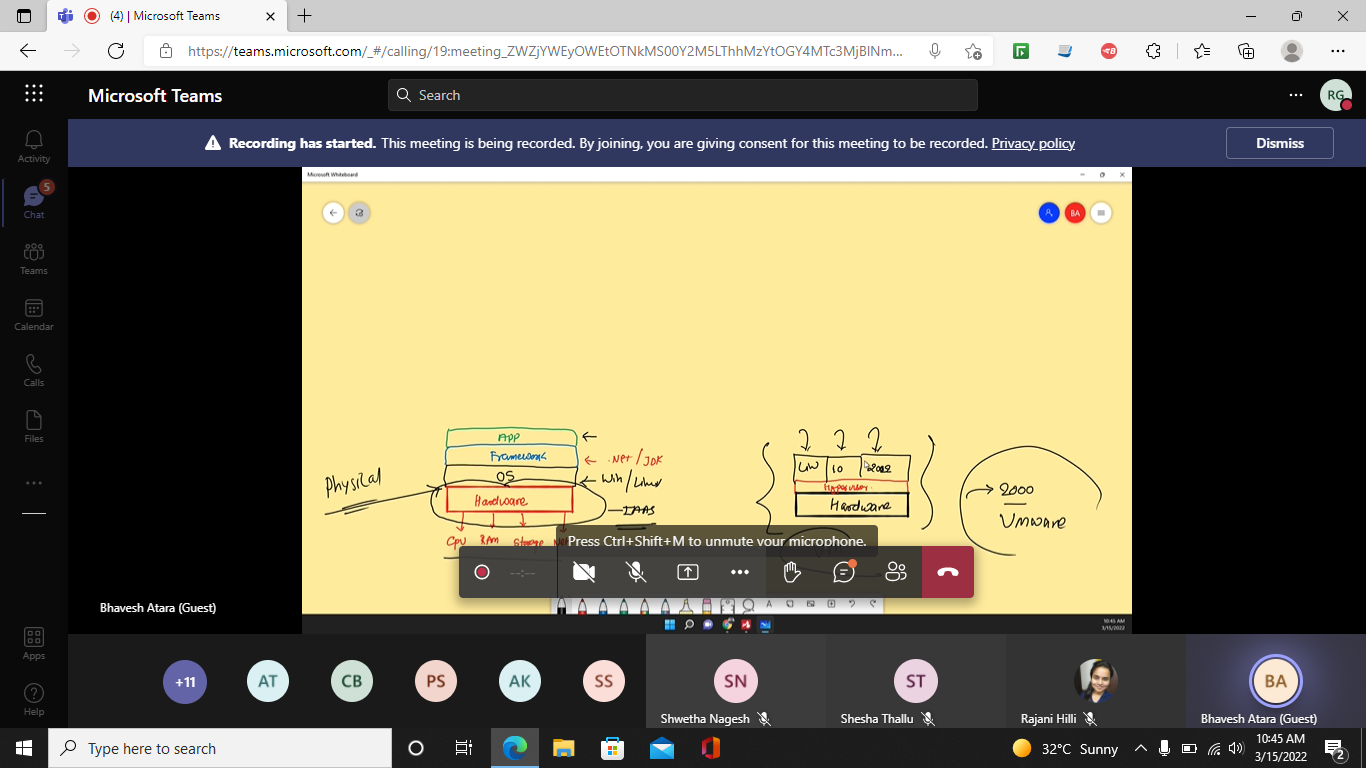 (4) | Microsoft Teams
https://teams.microsoft.com/_#/calling/19:meeting_ZWZjYWEyOWEtOTNkMS00Y2M5LThhMzYtOGY4MTc3MjBlNm...
Microsoft Teams
Search
RG
Activity
5
Chat
Teams
Calendar
Calls
Files
Apps
Help
Recording has started. This meeting is being recorded. By joining, you are giving consent for this meeting to be recorded. Privacy policy
Dismiss
Microsoft Whiteboard
BA
APP
Framework
.Net / JDK
OS
Win/Linux
Physical
Hardware
IAAS
CPU RAM Storage
Lin 10
Hypervisor
Hardware
2000
Vmware
Press Ctrl+Shift+M to unmute your microphone.
--:--
Bhavesh Atara (Guest)
10:45 AM
3/15/2022
+11
AT
CB
PS
AK
SS
SN
Shwetha Nagesh
ST
Shesha Thallu
Rajani Hilli
BA
Bhavesh Atara (Guest)
Type here to search
32°C Sunny
10:45 AM
3/15/2022
2